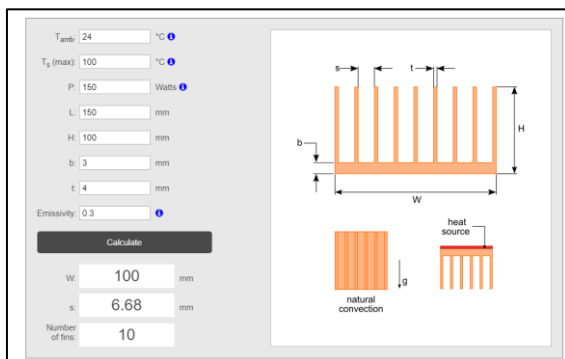 Tamb: 24 °C
Ts (max): 100 °C
P: 150 Watts
L: 150 mm
H: 100 mm
b: 3 mm
t: 4 mm
Emissivity: 0.3
Calculate
W: 100 mm
s: 6.68 mm
Number
of fins: 10
s t
H
b
W
heat
source
g
natural
convection